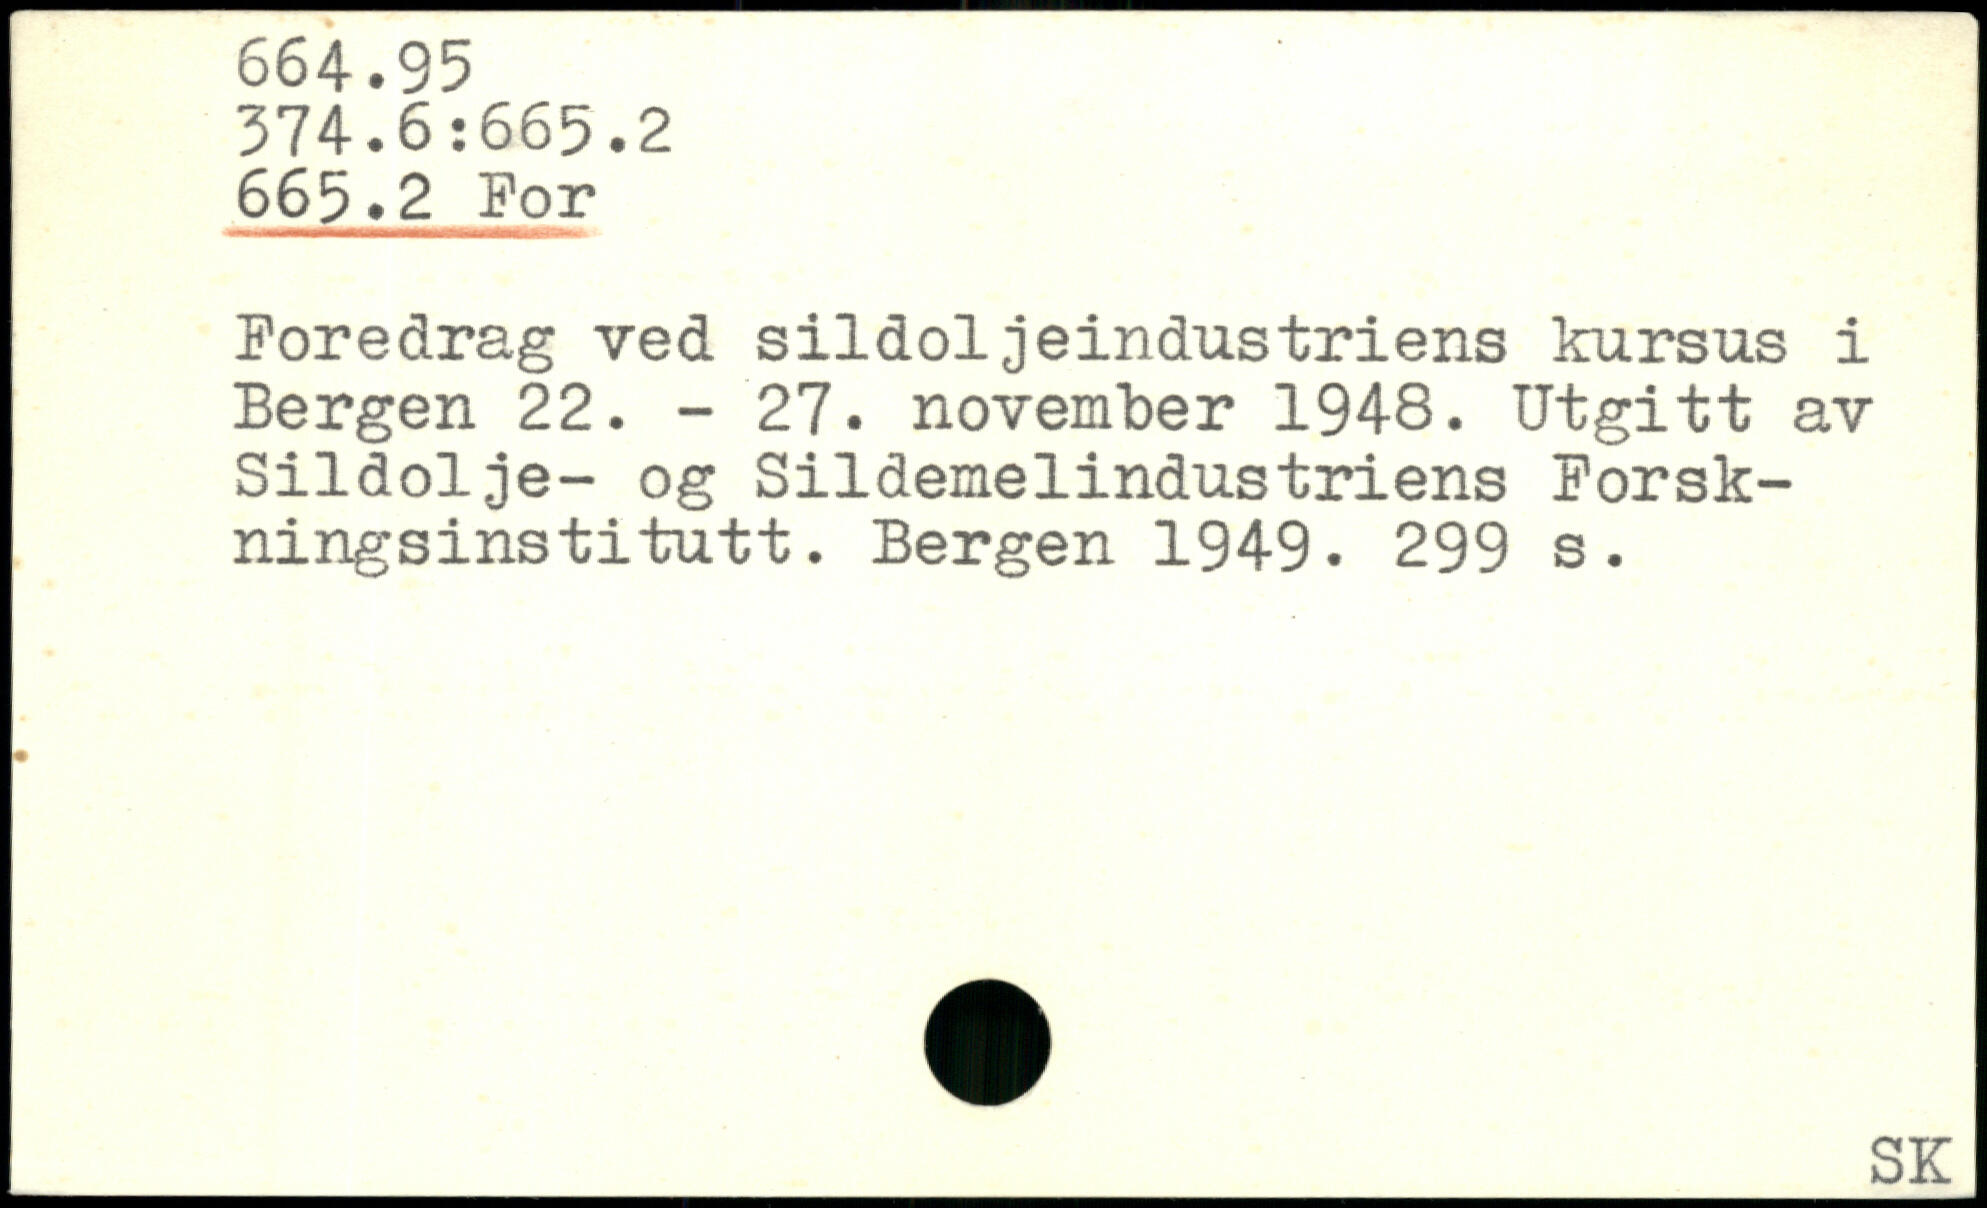 664.95
374.6:665.2
665.2 For
Foredrag ved sildoljeindustriens kursus i
Bergen 22. - 27. november 1948. Utgitt av
Sildolje- og Sildemelindustriens Forsk-
ningsinstitutt. Bergen 1949. 299 s.
SK